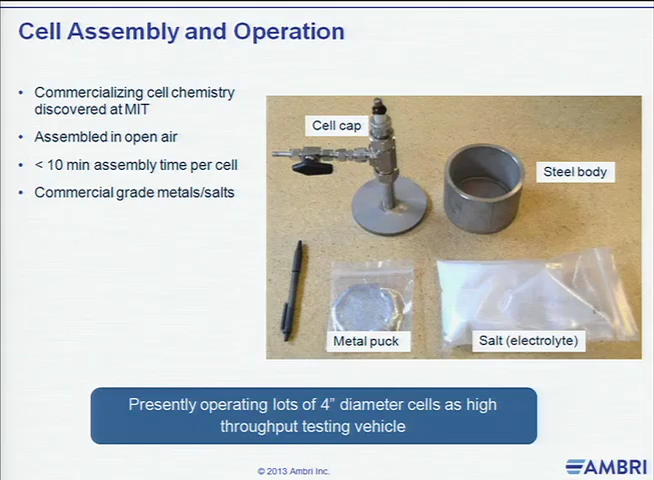 Cell Assembly and Operation
• Commercializing cell chemistry
discovered at MIT
• Assembled in open air
• < 10 min assembly time per cell
• Commercial grade metals/salts
Cell cap
Steel body
Metal puck
Salt (electrolyte)
Presently operating lots of 4” diameter cells as high
throughput testing vehicle
© 2013 Ambri Inc.
AMBRI